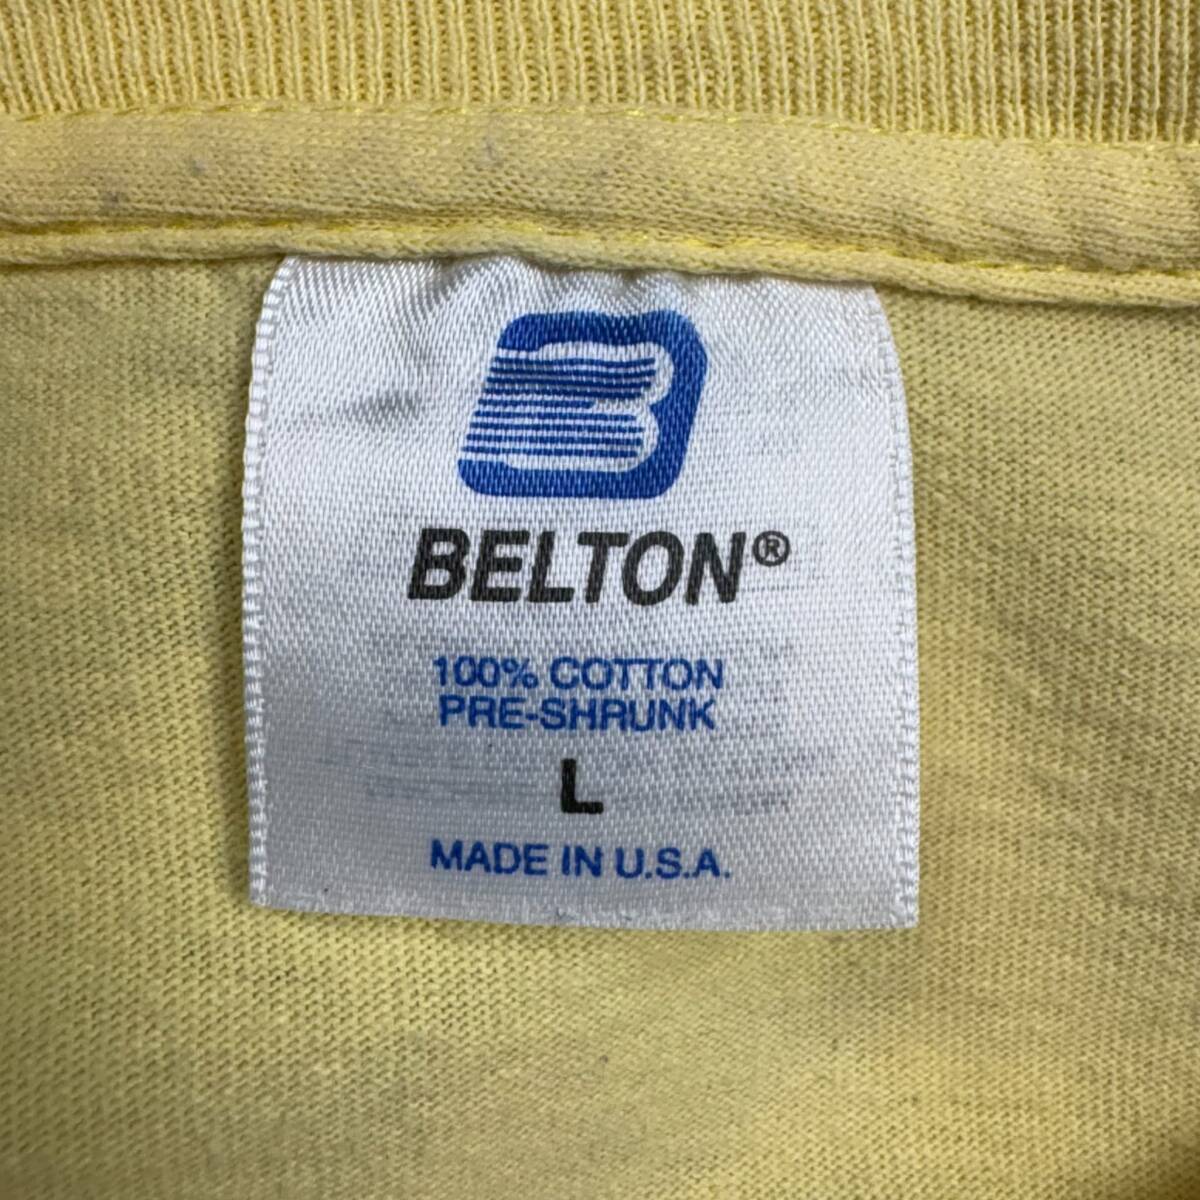 B
BELTON®
100% COTTON
PRE-SHRUNK
L
MADE IN U.S.A.